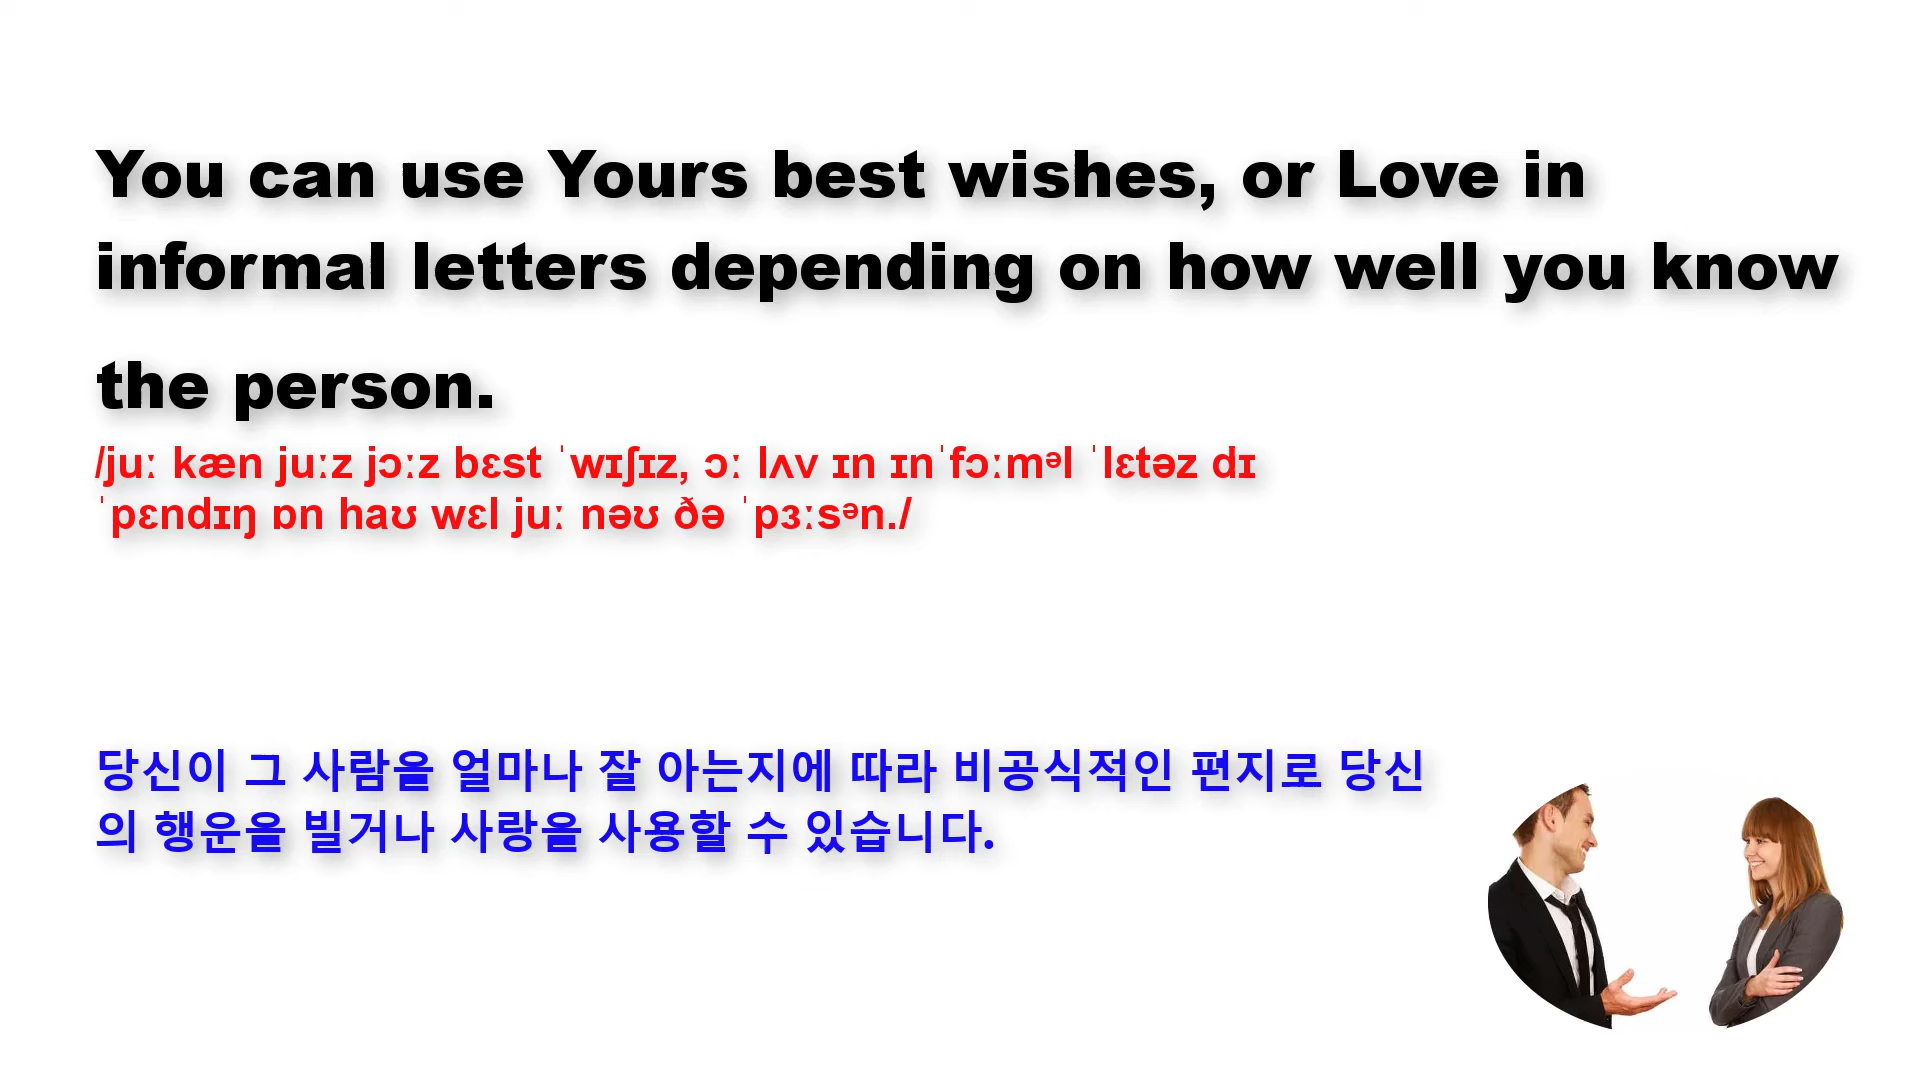 You can use Yours best wishes, or Love in
informal letters depending on how well you know
the person.
/juː kæn juːz jɔːz bɛst ˈwɪʃɪz, ɔː lʌv ɪn ɪnˈfɔːmᵊl ˈlɛtəz dɪ
ˈpɛndɪŋ ɒn haʊ wɛl juː nəʊ ðə ˈpɜːsᵊn./
당신이 그 사람을 얼마나 잘 아는지에 따라 비공식적인 편지로 당신
의 행운을 빌거나 사랑을 사용할 수 있습니다.